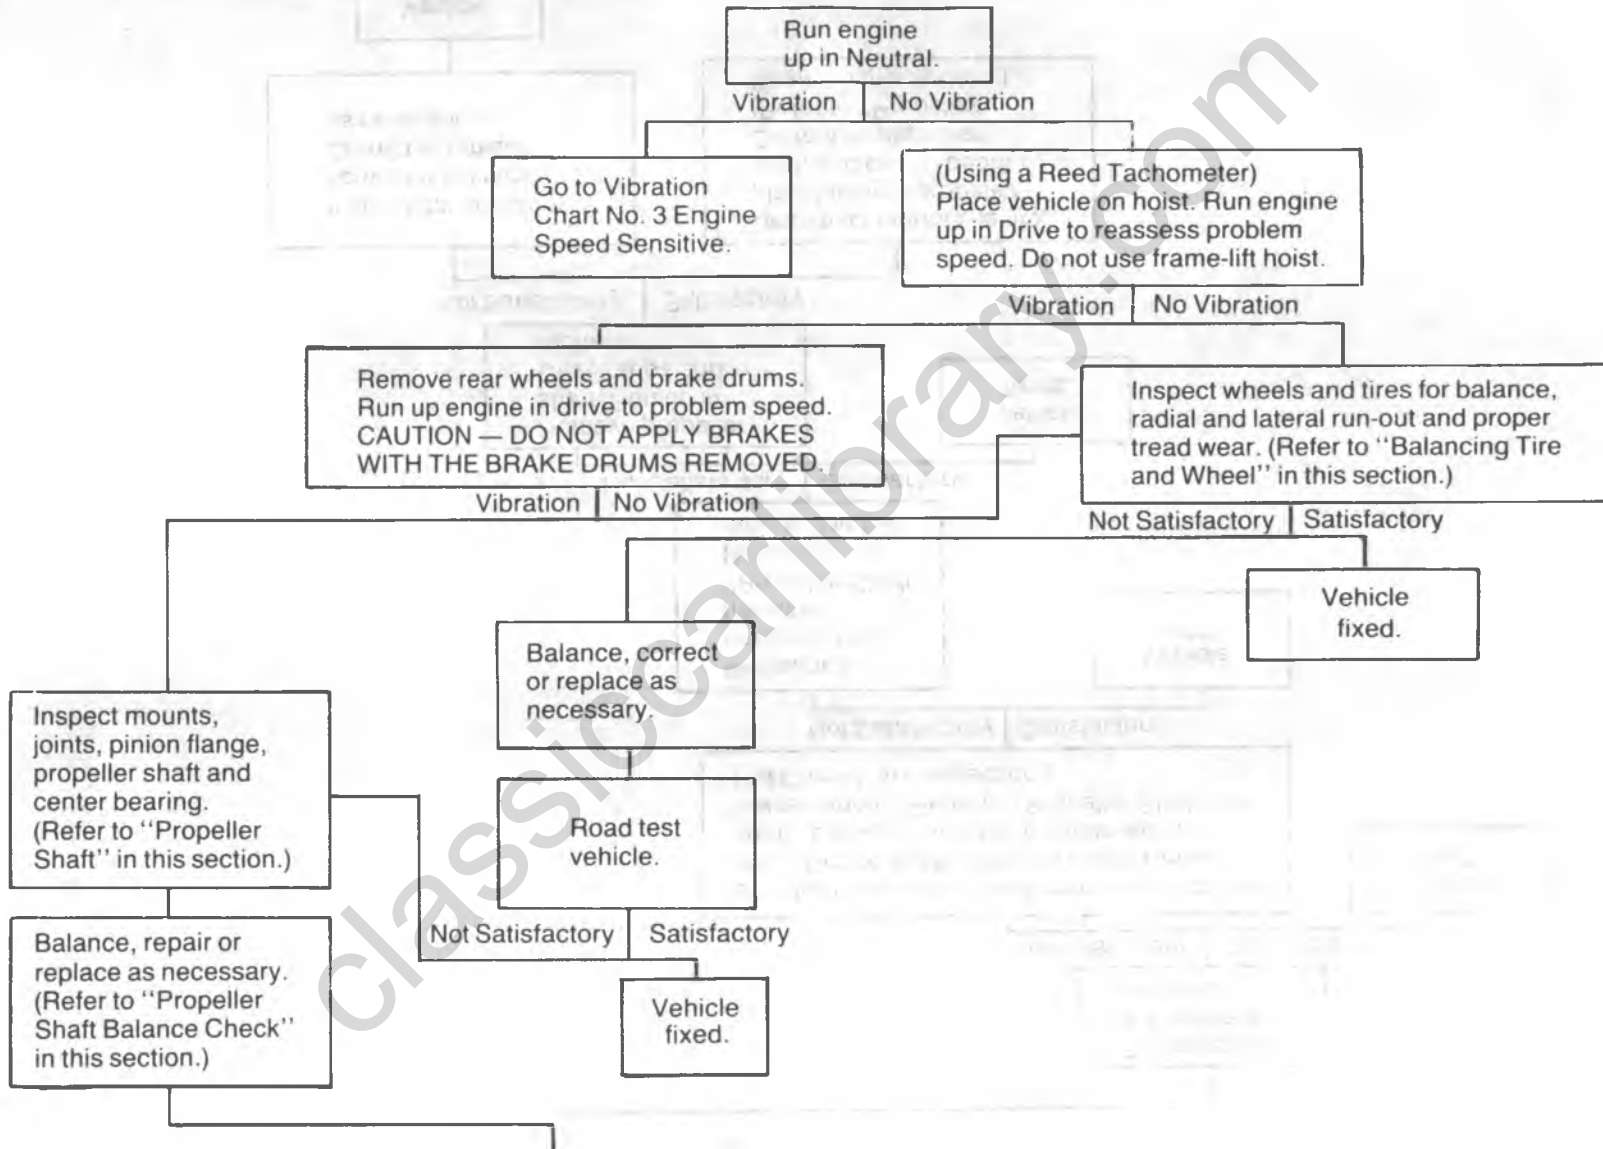 Run engine
up in Neutral.
Vibration No Vibration
Go to Vibration
Chart No. 3 Engine
Speed Sensitive.
(Using a Reed Tachometer)
Place vehicle on hoist. Run engine
up in Drive to reassess problem
speed. Do not use frame-lift hoist.
Vibration No Vibration
Remove rear wheels and brake drums.
Run up engine in drive to problem speed.
CAUTION — DO NOT APPLY BRAKES
WITH THE BRAKE DRUMS REMOVED.
Inspect wheels and tires for balance,
radial and lateral run-out and proper
tread wear. (Refer to "Balancing Tire
and Wheel" in this section.)
Vibration No Vibration
Not Satisfactory Satisfactory
Vehicle
fixed.
Balance, correct
or replace as
necessary.
Inspect mounts,
joints, pinion flange,
propeller shaft and
center bearing.
(Refer to "Propeller
Shaft" in this section.)
Road test
vehicle.
Not Satisfactory Satisfactory
Balance, repair or
replace as necessary.
(Refer to "Propeller
Shaft Balance Check"
in this section.)
Vehicle
fixed.
classiccarlibrary.com